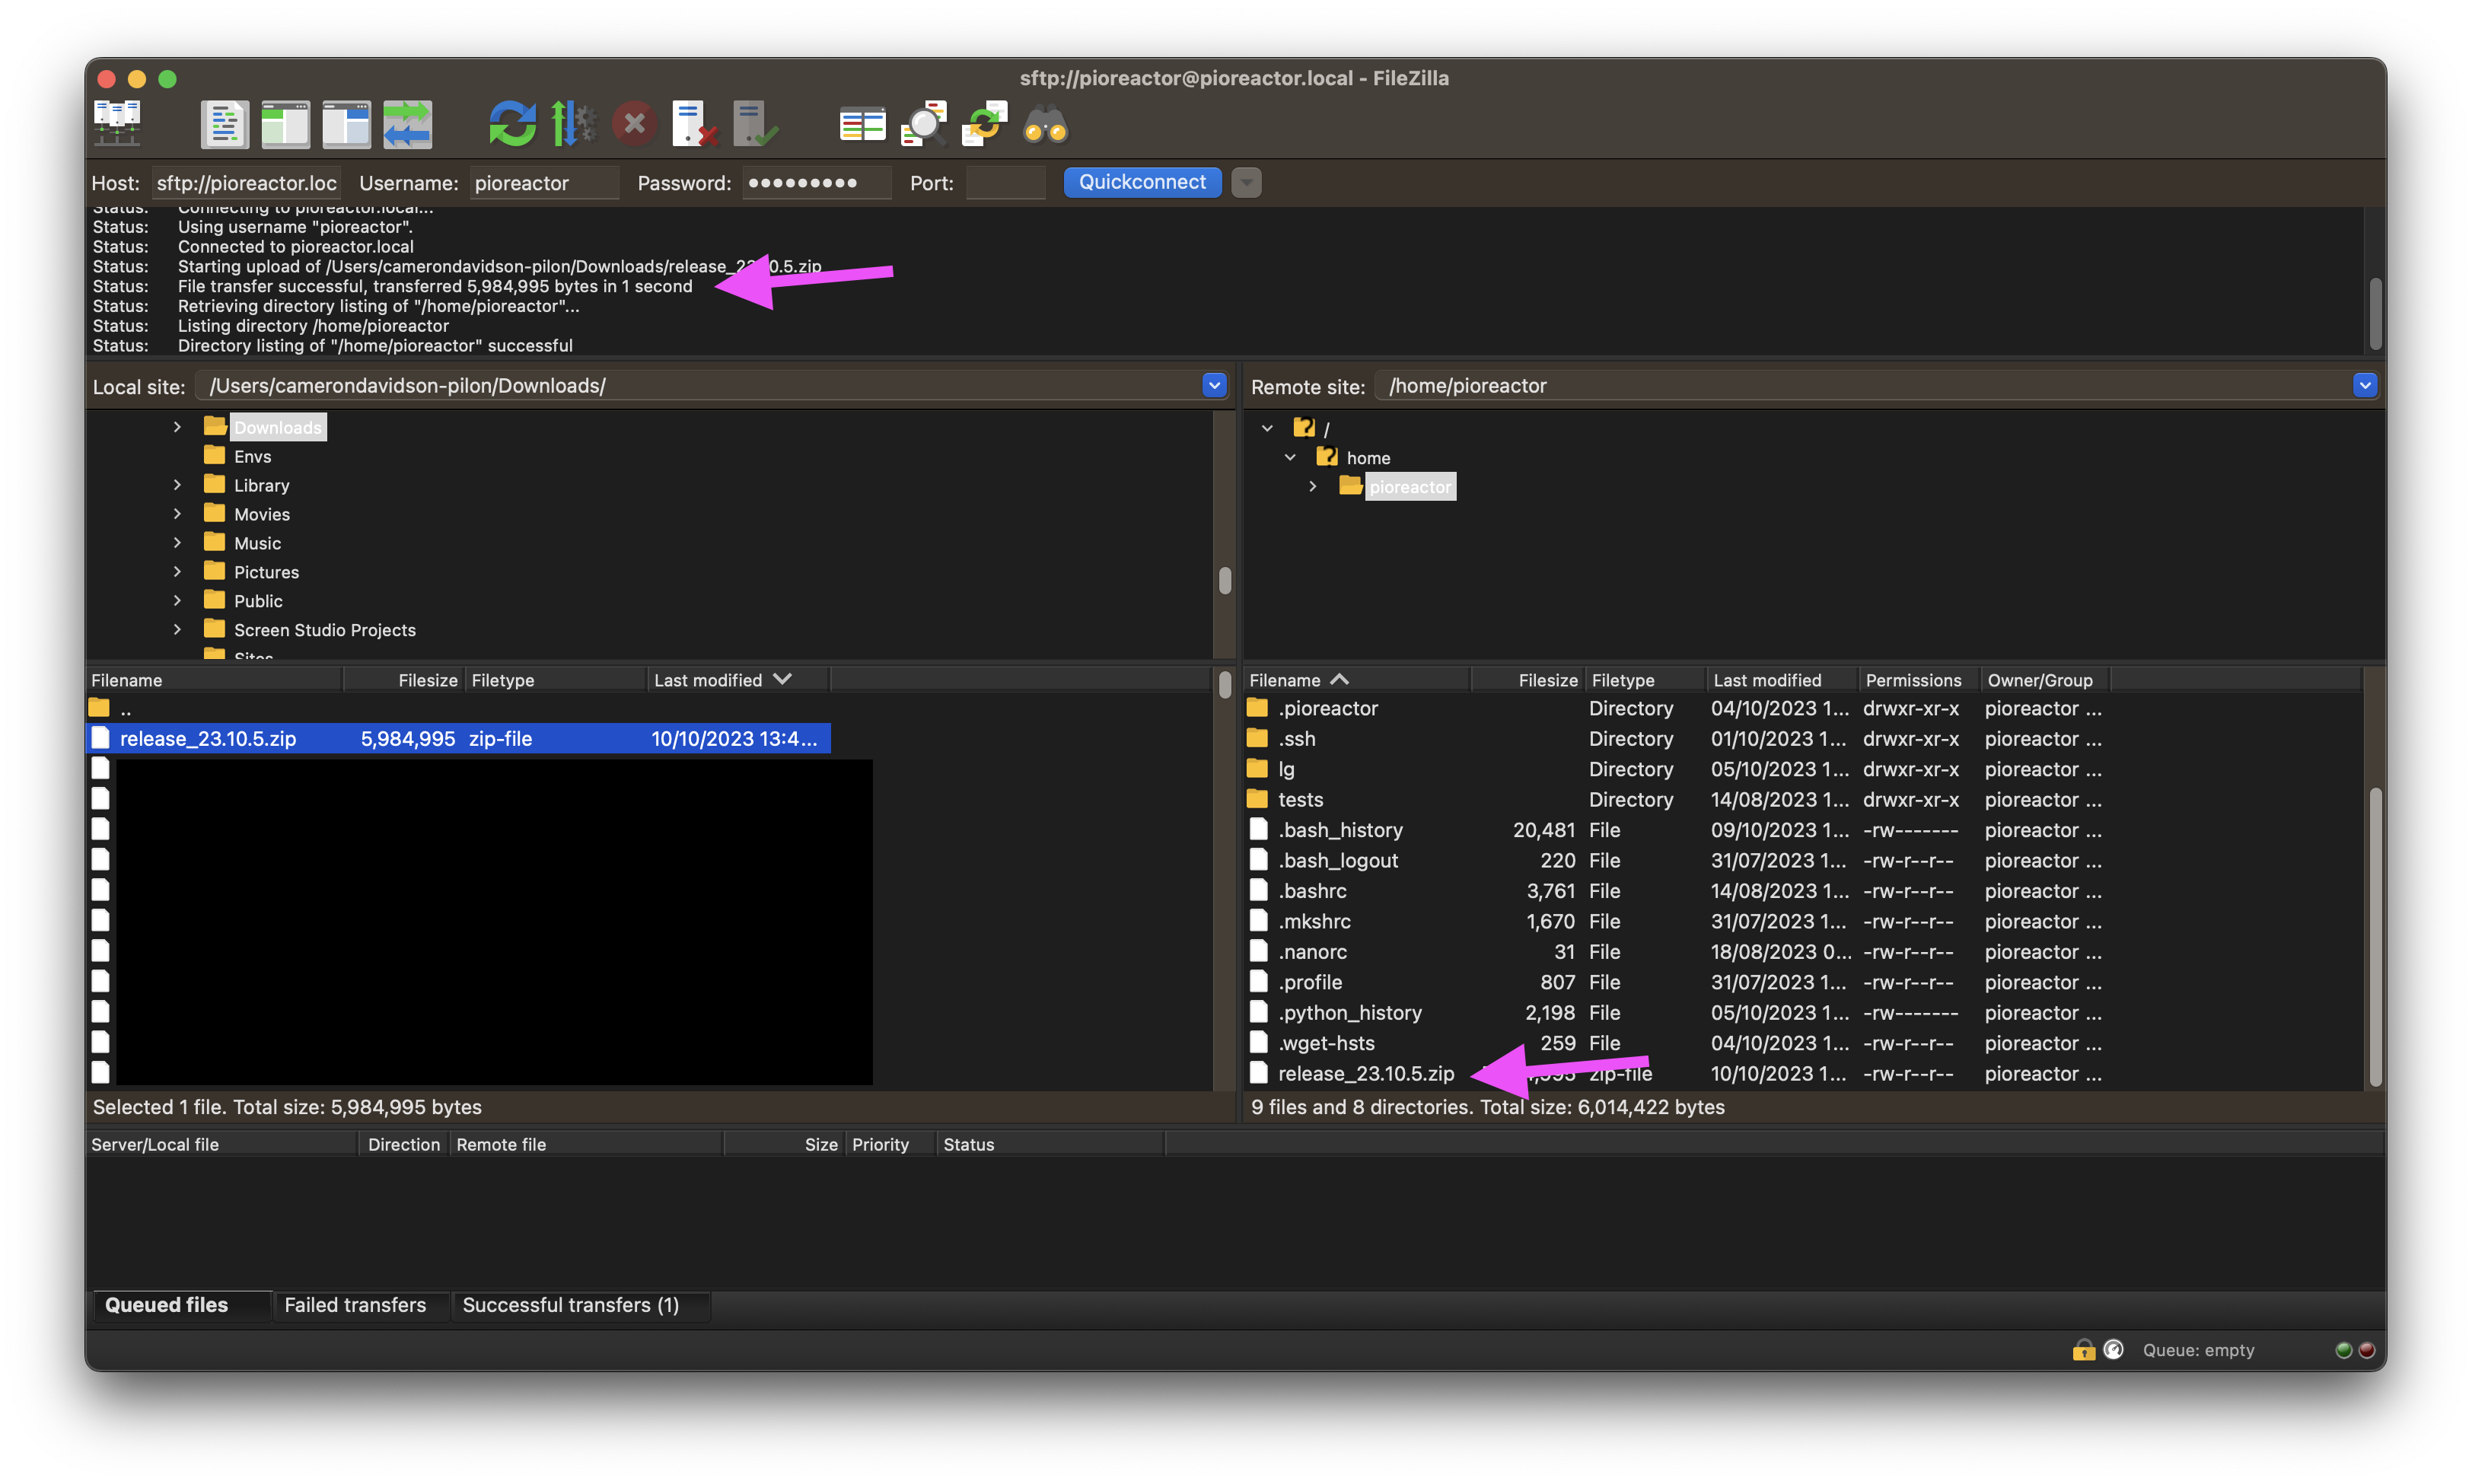 sftp://pioreactor@pioreactor.local - FileZilla
Host: sftp://pioreactor.loc Username: pioreactor Password: ●●●●●●●●● Port: Quickconnect
Status: Connecting to pioreactor.local...
Status: Using username "pioreactor".
Status: Connected to pioreactor.local
Status: Starting upload of /Users/camerondavidson-pilon/Downloads/release_23.10.5.zip
Status: File transfer successful, transferred 5,984,995 bytes in 1 second
Status: Retrieving directory listing of "/home/pioreactor"...
Status: Listing directory /home/pioreactor
Status: Directory listing of "/home/pioreactor" successful
Local site: /Users/camerondavidson-pilon/Downloads/
Downloads
Envs
Library
Movies
Music
Pictures
Public
Screen Studio Projects
Sites
Filename Filesize Filetype Last modified
..
release_23.10.5.zip 5,984,995 zip-file 10/10/2023 13:4...
Selected 1 file. Total size: 5,984,995 bytes
Remote site: /home/pioreactor
/
home
pioreactor
Filename Filesize Filetype Last modified Permissions Owner/Group
.pioreactor Directory 04/10/2023 1... drwxr-xr-x pioreactor ...
.ssh Directory 01/10/2023 1... drwxr-xr-x pioreactor ...
lg Directory 05/10/2023 1... drwxr-xr-x pioreactor ...
tests Directory 14/08/2023 1... drwxr-xr-x pioreactor ...
.bash_history 20,481 File 09/10/2023 1... -rw------- pioreactor ...
.bash_logout 220 File 31/07/2023 1... -rw-r--r-- pioreactor ...
.bashrc 3,761 File 14/08/2023 1... -rw-r--r-- pioreactor ...
.mkshrc 1,670 File 31/07/2023 1... -rw-r--r-- pioreactor ...
.nanorc 31 File 18/08/2023 0... -rw-r--r-- pioreactor ...
.profile 807 File 31/07/2023 1... -rw-r--r-- pioreactor ...
.python_history 2,198 File 05/10/2023 1... -rw------- pioreactor ...
.wget-hsts 259 File 04/10/2023 1... -rw-r--r-- pioreactor ...
release_23.10.5.zip zip-file 10/10/2023 1... -rw-r--r-- pioreactor ...
9 files and 8 directories. Total size: 6,014,422 bytes
Server/Local file Direction Remote file Size Priority Status
Queued files Failed transfers Successful transfers (1)
Queue: empty